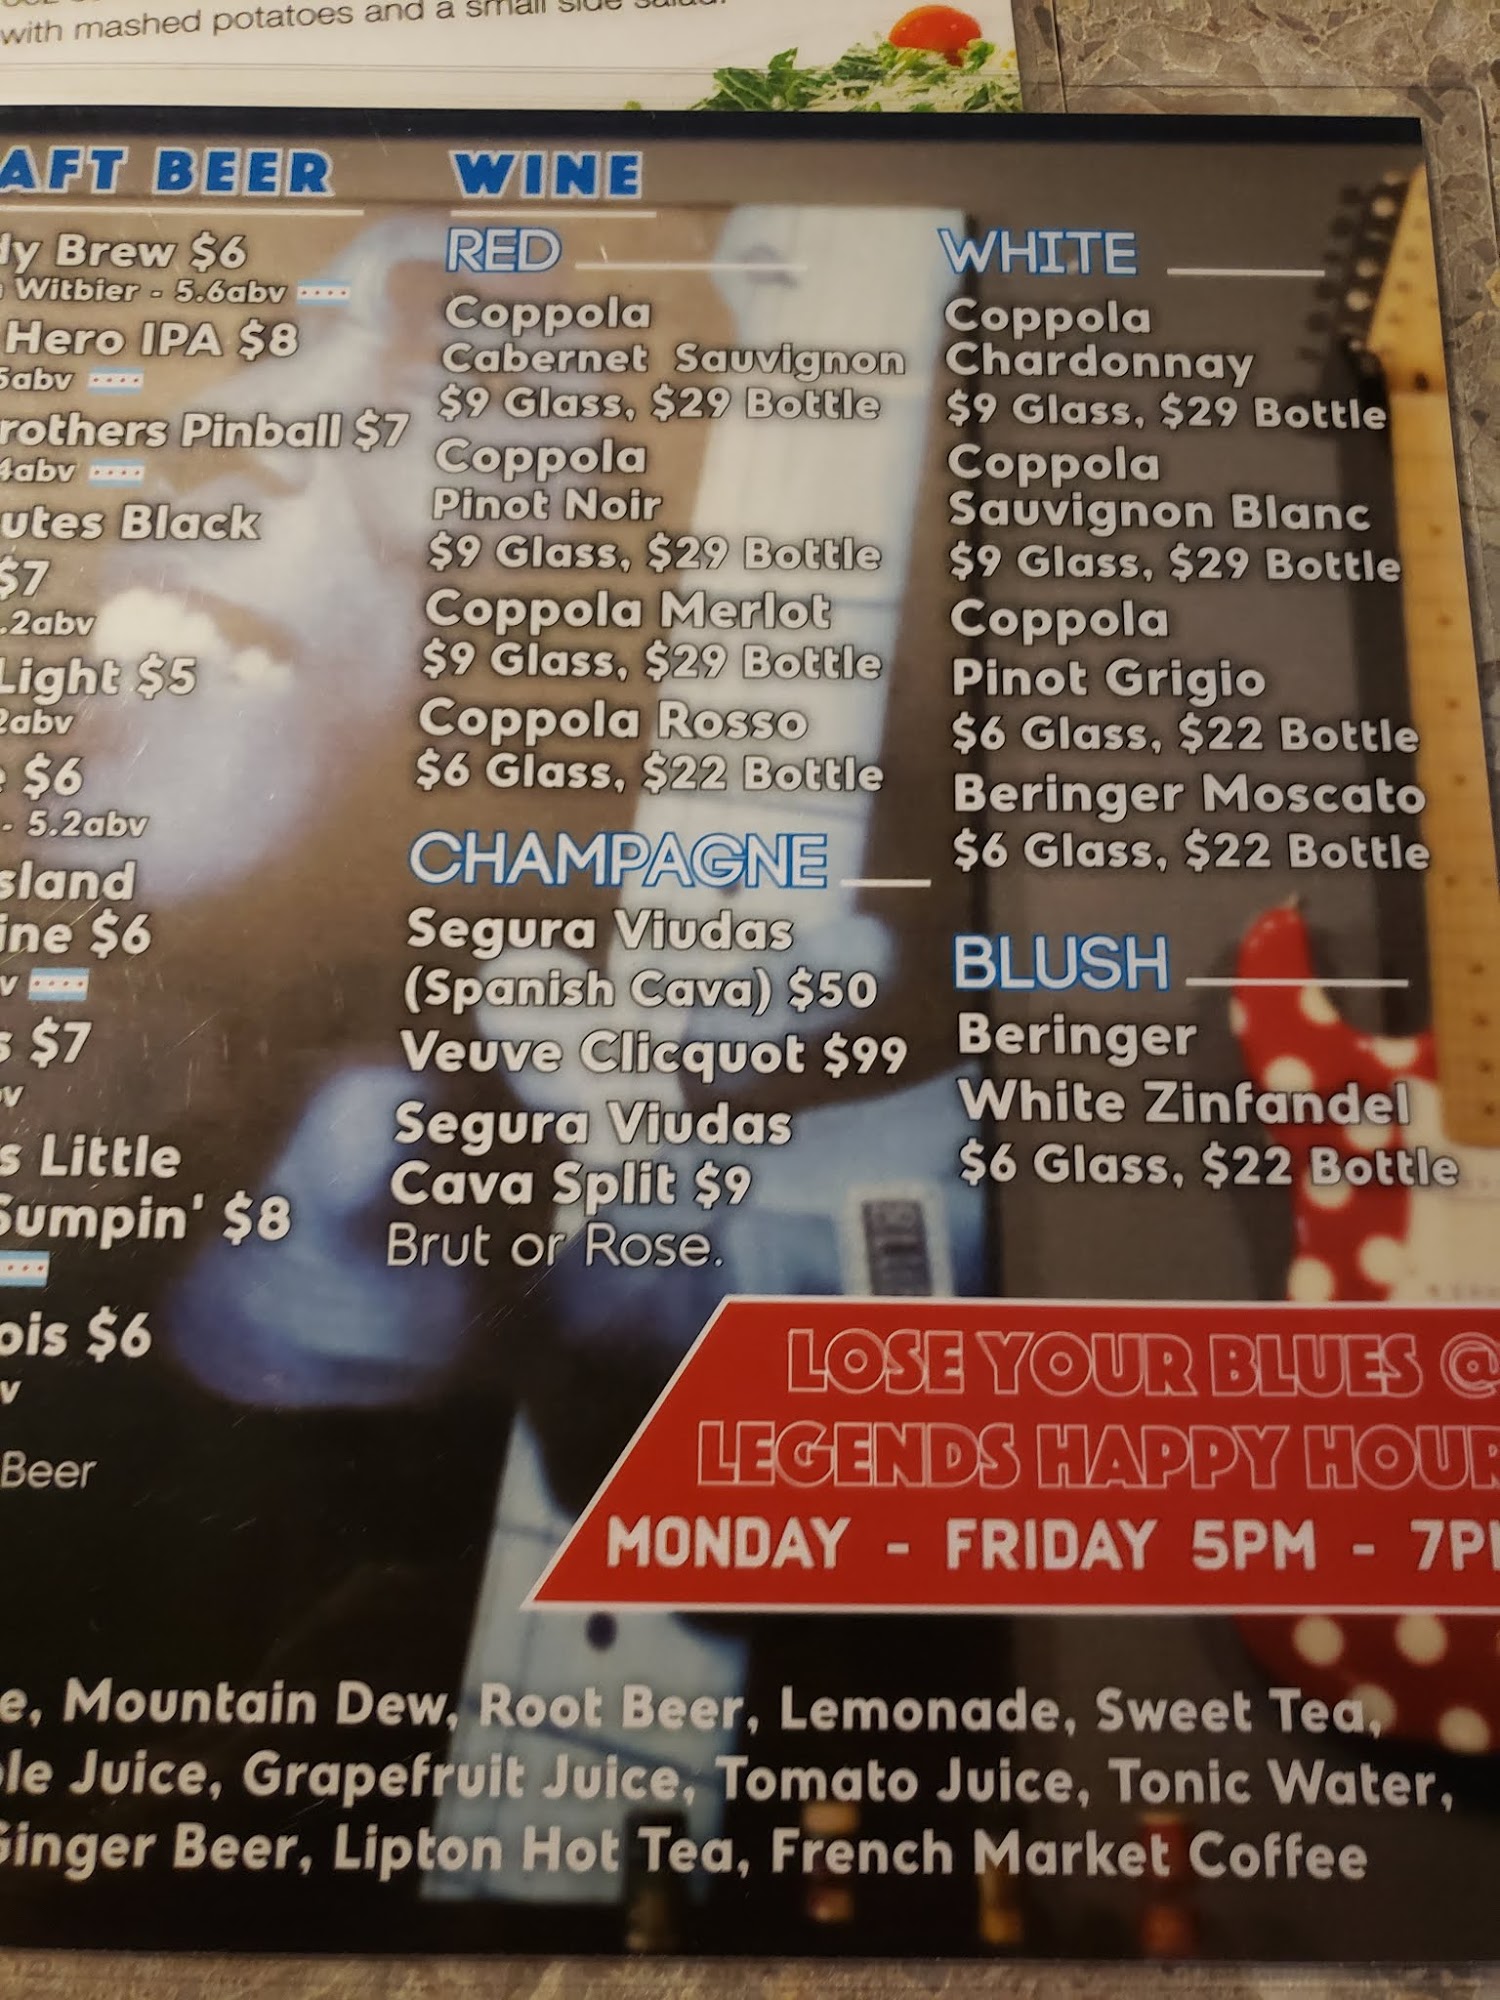 with mashed potatoes and a small side salad.
AFT BEER
Brew $6
Witbier - 5.6abv
Hero IPA $8
5abv
rothers Pinball $7
4abv
utes Black
$7
.2abv
Light $5
2abv
$6
- 5.2abv
sland
ine $6
v
s $7
v
s Little
Sumpin' $8
ois $6
v
Beer
WINE
RED
Coppola
Cabernet Sauvignon
$9 Glass, $29 Bottle
Coppola
Pinot Noir
$9 Glass, $29 Bottle
Coppola Merlot
$9 Glass, $29 Bottle
Coppola Rosso
$6 Glass, $22 Bottle
CHAMPAGNE
Segura Viudas
(Spanish Cava) $50
Veuve Clicquot $99
Segura Viudas
Cava Split $9
Brut or Rose.
WHITE
Coppola
Chardonnay
$9 Glass, $29 Bottle
Coppola
Sauvignon Blanc
$9 Glass, $29 Bottle
Coppola
Pinot Grigio
$6 Glass, $22 Bottle
Beringer Moscato
$6 Glass, $22 Bottle
BLUSH
Beringer
White Zinfandel
$6 Glass, $22 Bottle
LOSE YOUR BLUES @
LEGENDS HAPPY HOUR
MONDAY - FRIDAY 5PM - 7P
e, Mountain Dew, Root Beer, Lemonade, Sweet Tea,
le Juice, Grapefruit Juice, Tomato Juice, Tonic Water,
Ginger Beer, Lipton Hot Tea, French Market Coffee